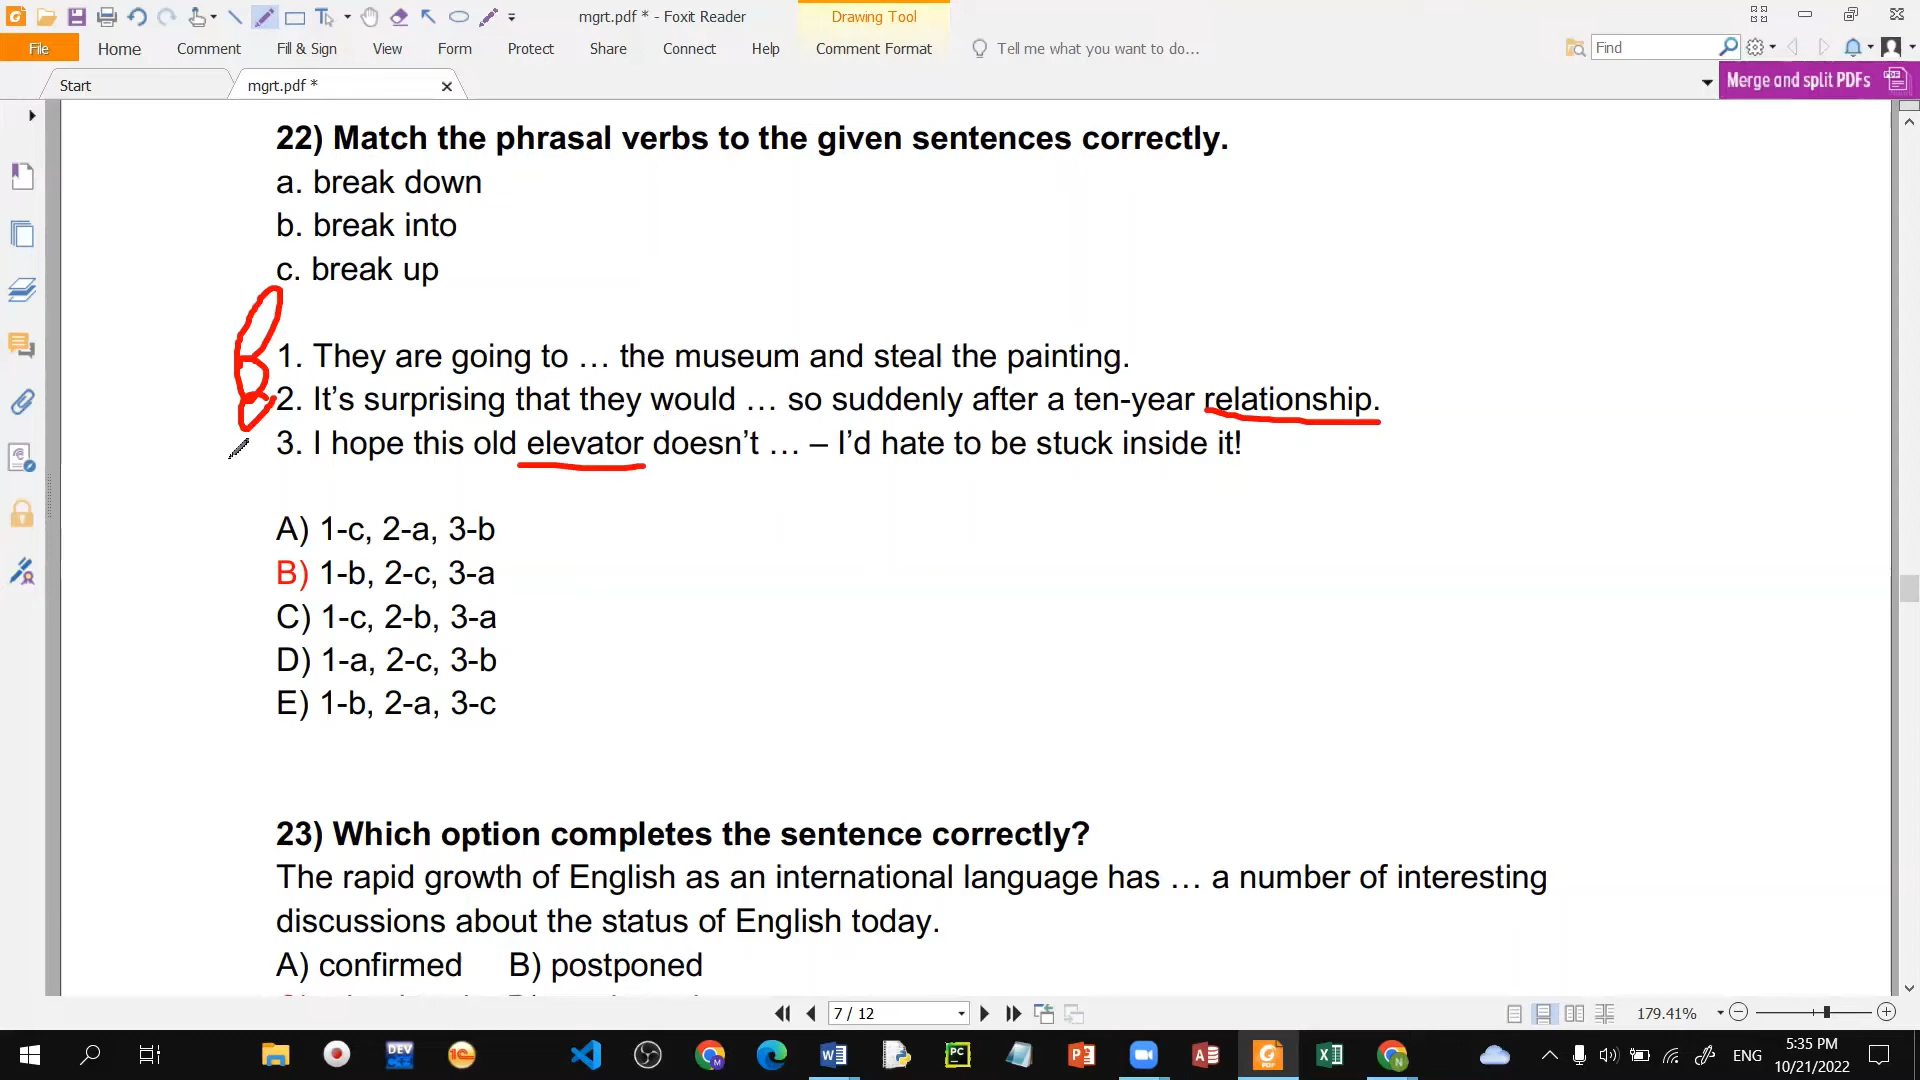 mgrt.pdf * - Foxit Reader
Drawing Tool
File
Home
Comment
Fill & Sign
View
Form
Protect
Share
Connect
Help
Comment Format
Tell me what you want to do...
Find
Start
mgrt.pdf *
Merge and split PDFs
22) Match the phrasal verbs to the given sentences correctly.
a. break down
b. break into
c. break up
1. They are going to … the museum and steal the painting.
2. It’s surprising that they would … so suddenly after a ten-year relationship.
3. I hope this old elevator doesn’t … – I’d hate to be stuck inside it!
A) 1-c, 2-a, 3-b
B) 1-b, 2-c, 3-a
C) 1-c, 2-b, 3-a
D) 1-a, 2-c, 3-b
E) 1-b, 2-a, 3-c
23) Which option completes the sentence correctly?
The rapid growth of English as an international language has … a number of interesting
discussions about the status of English today.
A) confirmed B) postponed
7 / 12
179.41%
ENG
5:35 PM
10/21/2022